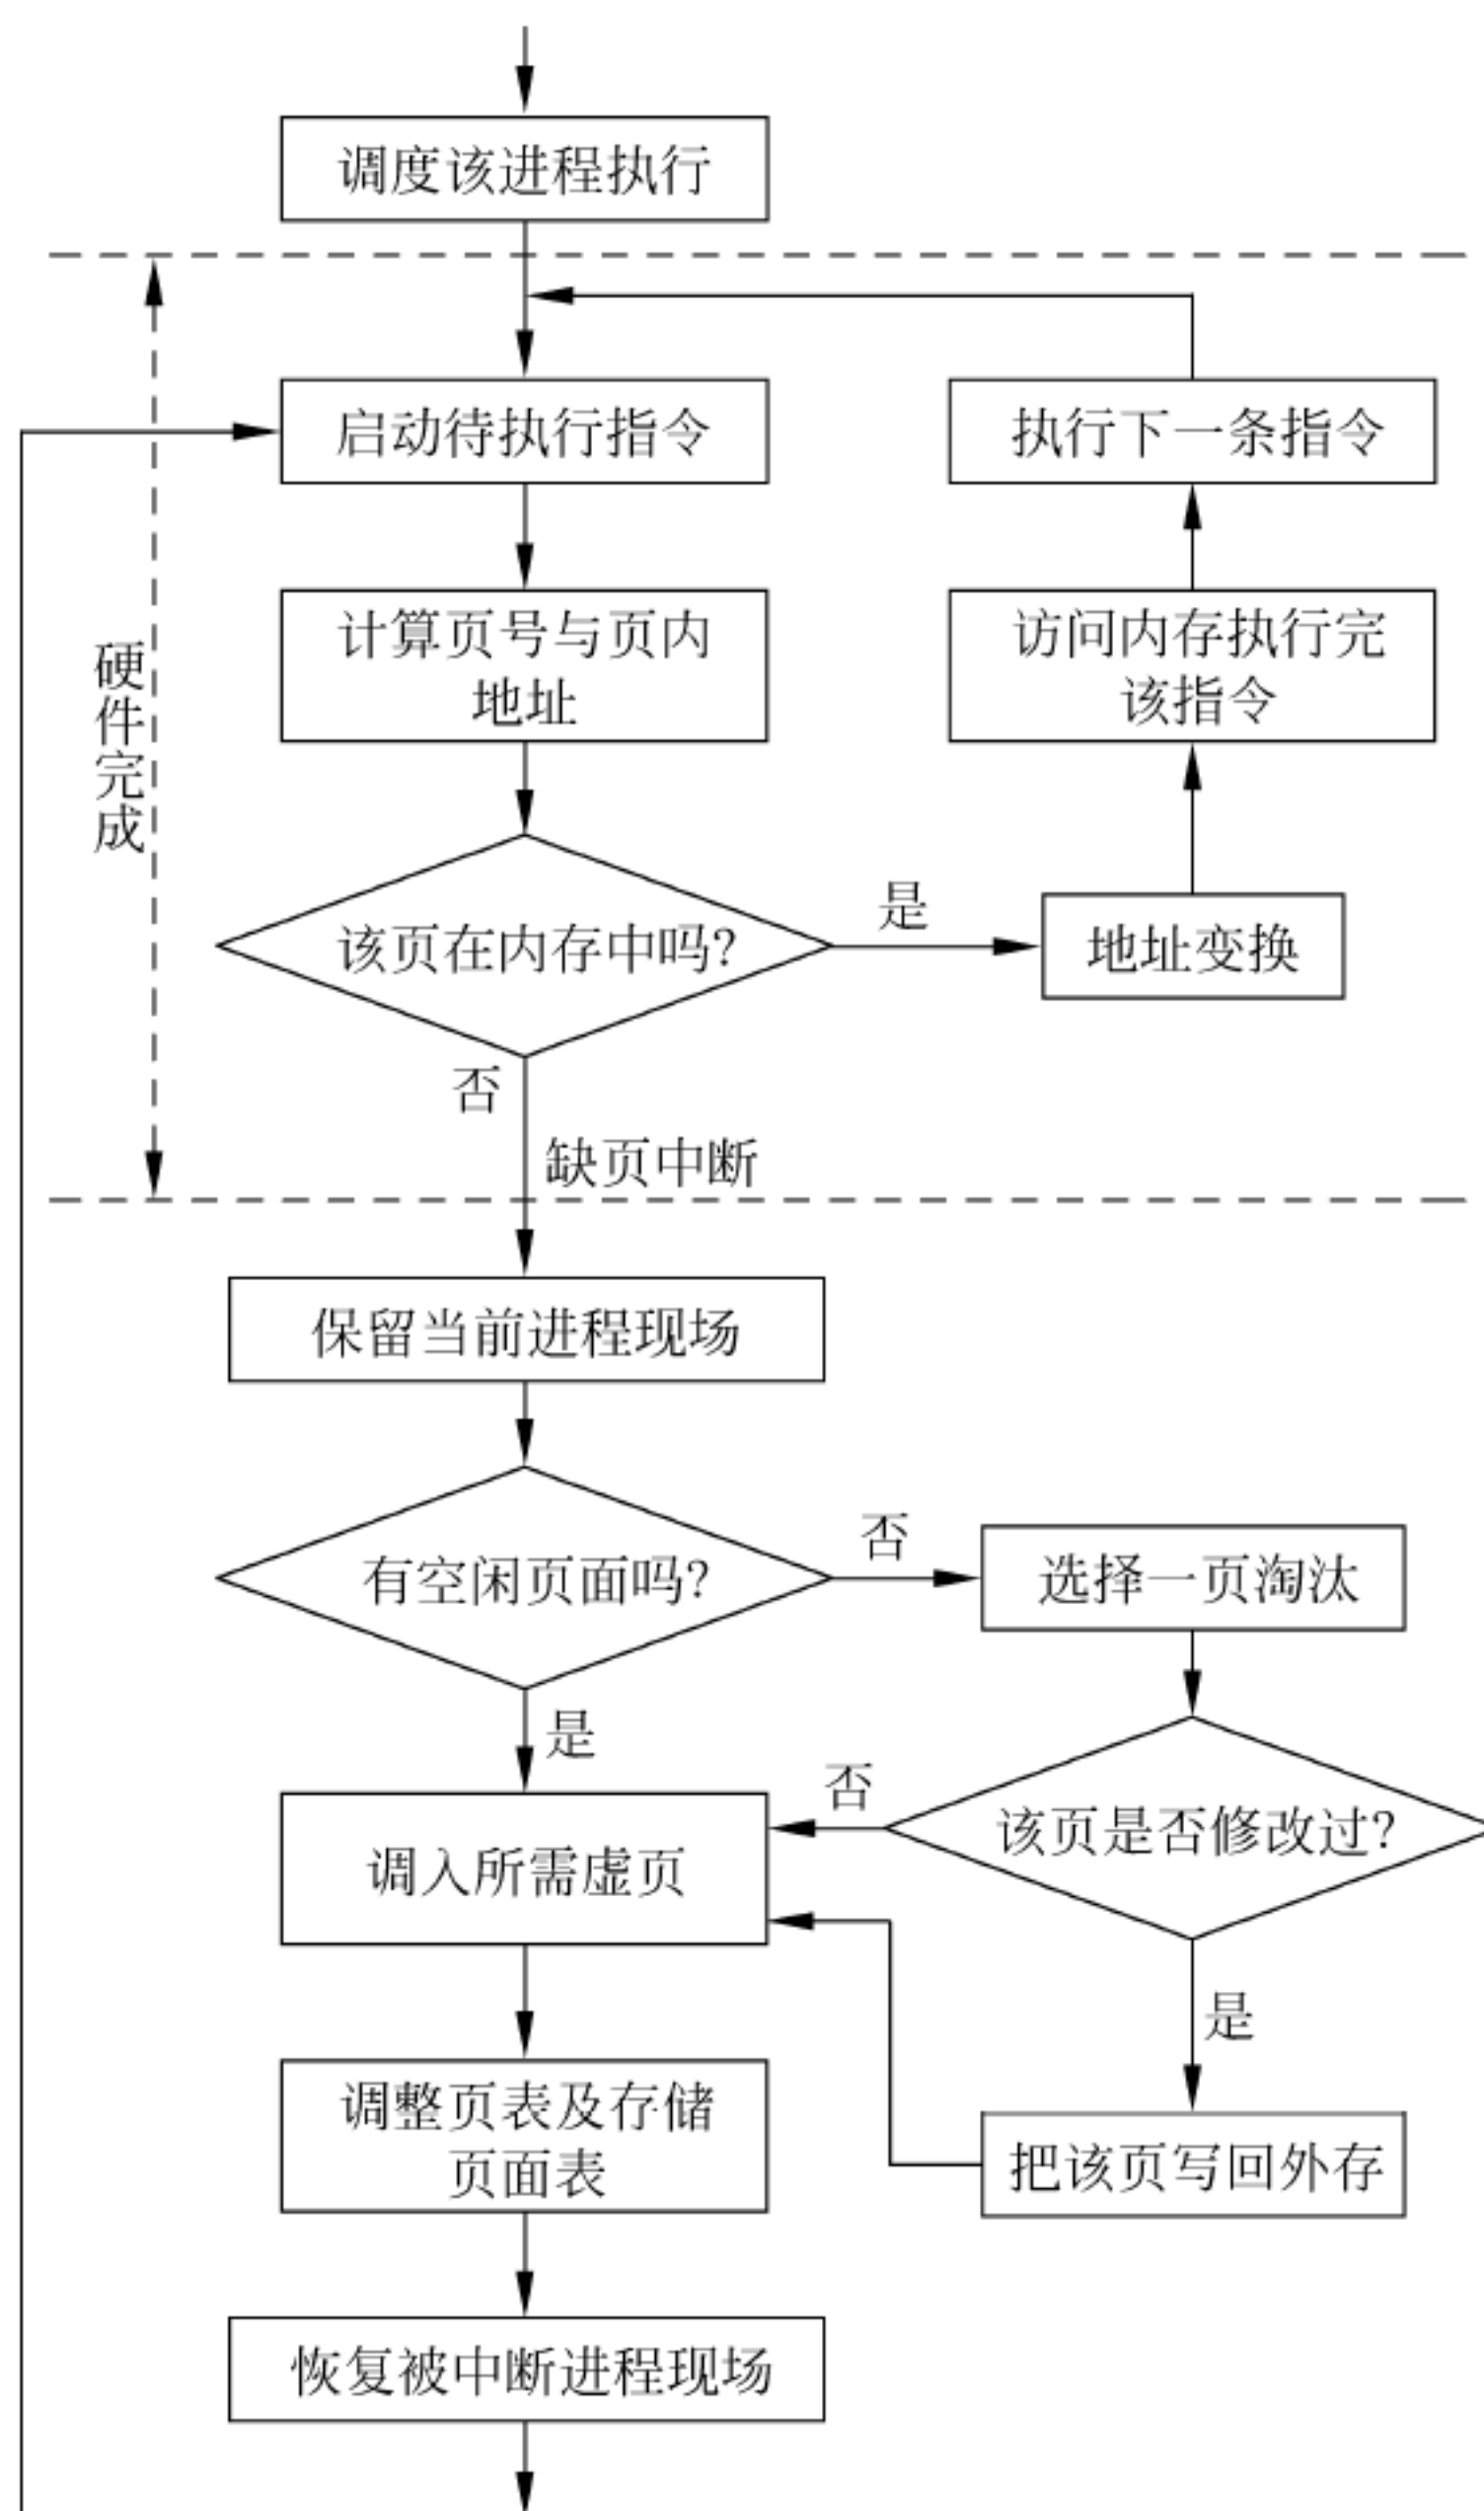 调度该进程执行
启动待执行指令
执行下一条指令
计算页号与页内
地址
访问内存执行完
该指令
硬件完成
该页在内存中吗?
是
地址变换
否
缺页中断
保留当前进程现场
有空闲页面吗?
否
选择一页淘汰
是
否
该页是否修改过?
调入所需虚页
是
调整页表及存储
页面表
把该页写回外存
恢复被中断进程现场